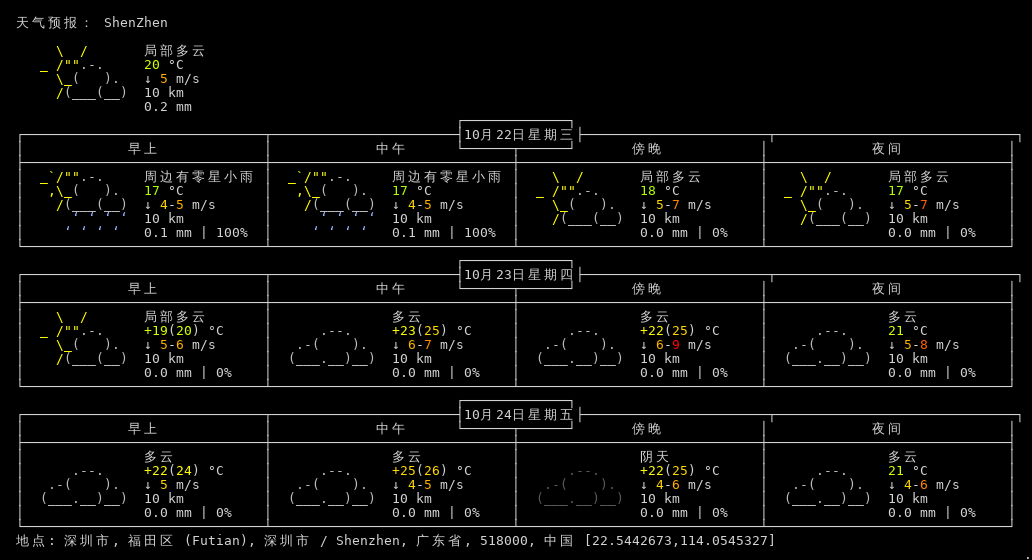 天气预报： ShenZhen
局部多云
20 °C
↓ 5 m/s
10 km
0.2 mm
10月22日星期三
早上 中午 傍晚 夜间
周边有零星小雨 周边有零星小雨 局部多云 局部多云
17 °C 17 °C 18 °C 17 °C
↓ 4-5 m/s ↓ 4-5 m/s ↓ 5-7 m/s ↓ 5-7 m/s
10 km 10 km 10 km 10 km
0.1 mm | 100% 0.1 mm | 100% 0.0 mm | 0% 0.0 mm | 0%
10月23日星期四
早上 中午 傍晚 夜间
局部多云 多云 多云 多云
+19(20) °C +23(25) °C +22(25) °C 21 °C
↓ 5-6 m/s ↓ 6-7 m/s ↓ 6-9 m/s ↓ 5-8 m/s
10 km 10 km 10 km 10 km
0.0 mm | 0% 0.0 mm | 0% 0.0 mm | 0% 0.0 mm | 0%
10月24日星期五
早上 中午 傍晚 夜间
多云 多云 阴天 多云
+22(24) °C +25(26) °C +22(25) °C 21 °C
↓ 5 m/s ↓ 4-5 m/s ↓ 4-6 m/s ↓ 4-6 m/s
10 km 10 km 10 km 10 km
0.0 mm | 0% 0.0 mm | 0% 0.0 mm | 0% 0.0 mm | 0%
地点: 深圳市, 福田区 (Futian), 深圳市 / Shenzhen, 广东省, 518000, 中国 [22.5442673,114.0545327]